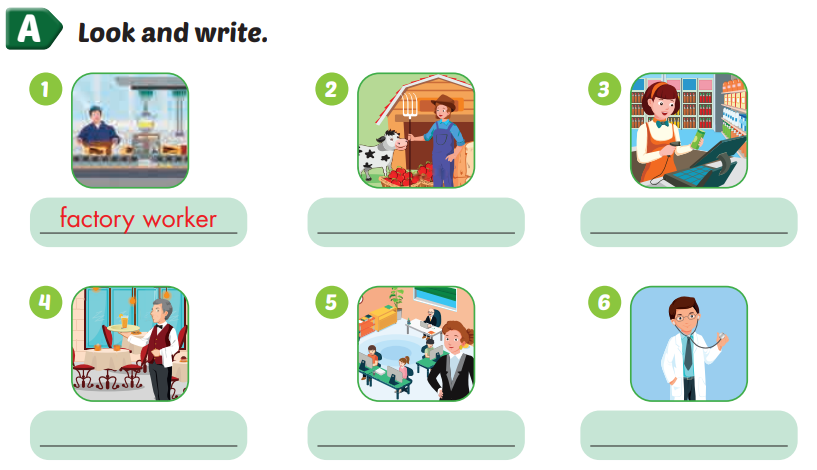 A Look and write.
1 2 3
factory worker
4 5 6